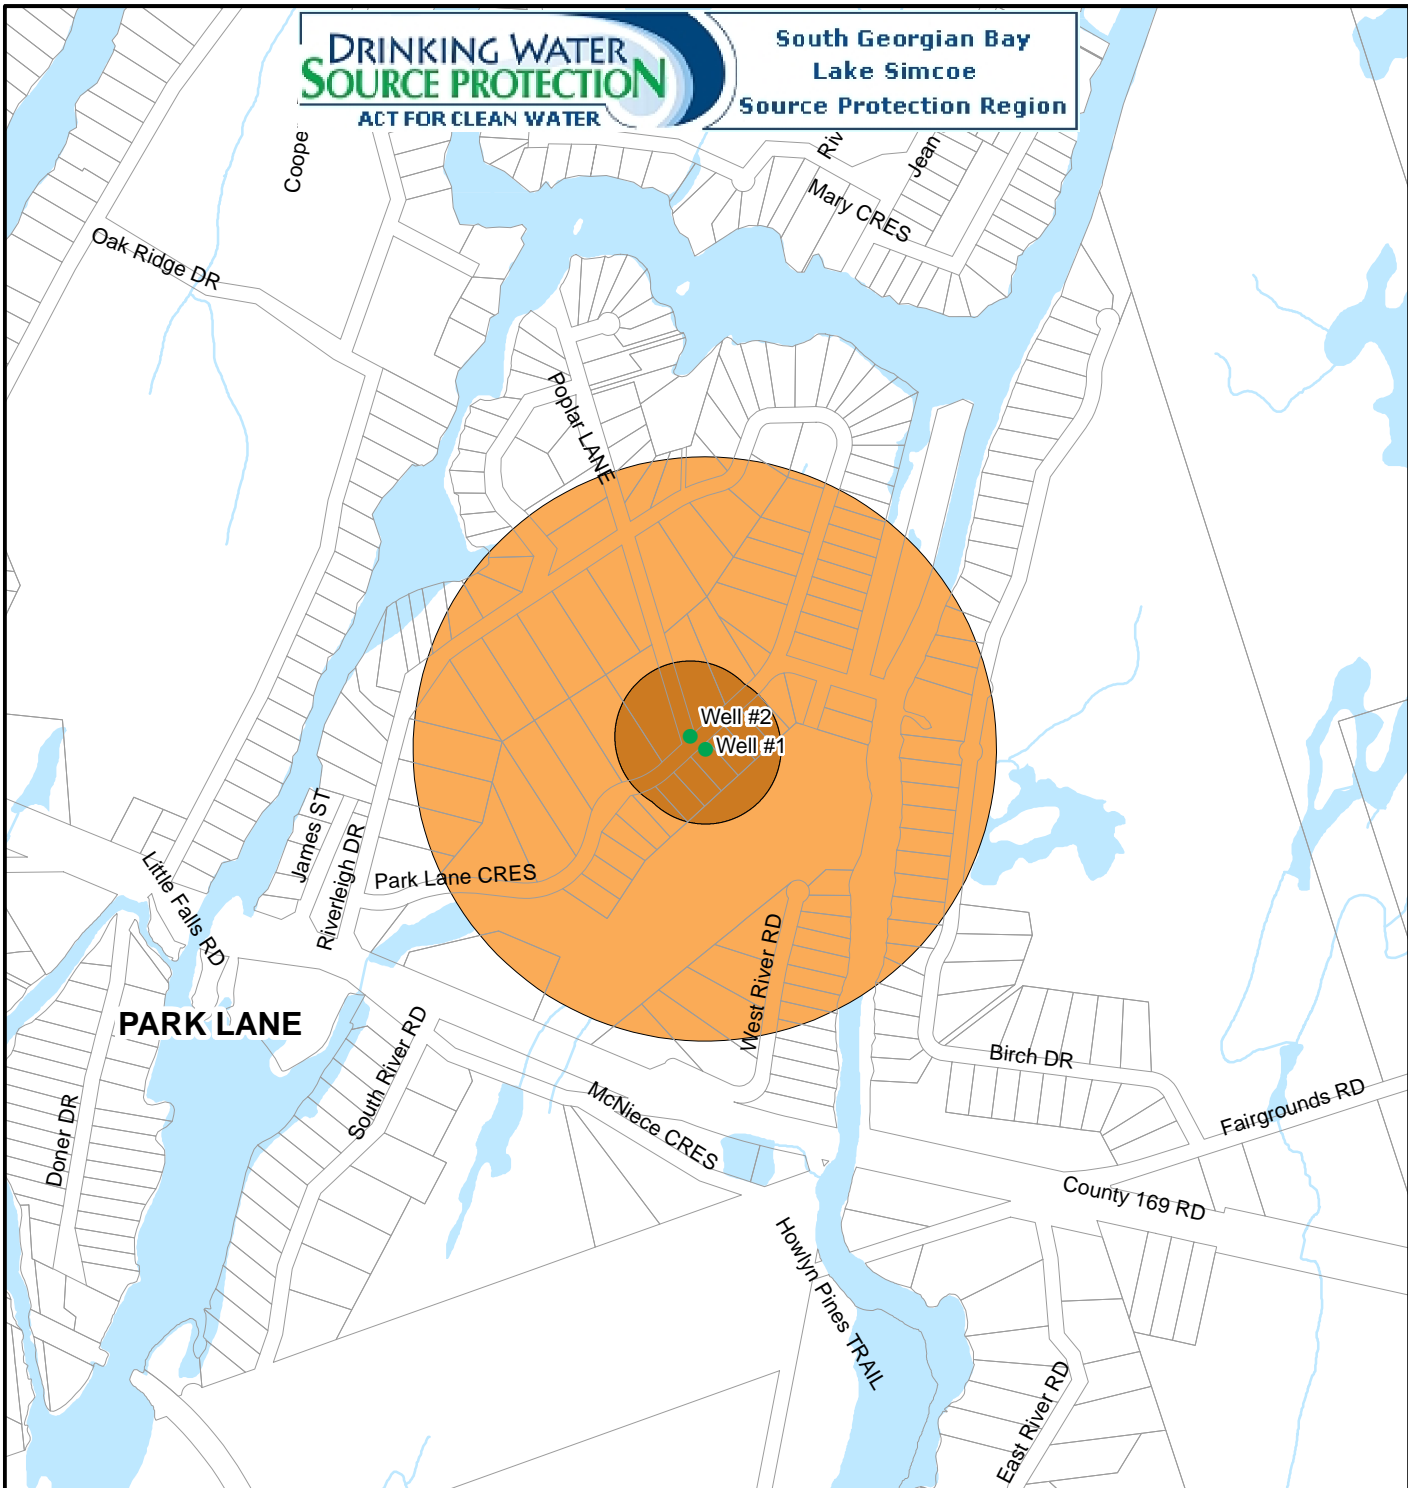 DRINKING WATER
SOURCE PROTECTION
ACT FOR CLEAN WATER
South Georgian Bay
Lake Simcoe
Source Protection Region
Coope
Riv
Jean
Mary CRES
Oak Ridge DR
Poplar LANE
Well #2
Well #1
James ST
Riverleigh DR
Park Lane CRES
Little Falls RD
West River RD
PARK LANE
South River RD
Birch DR
Doner DR
McNiece CRES
Fairgrounds RD
County 169 RD
Howlyn Pines TRAIL
East River RD